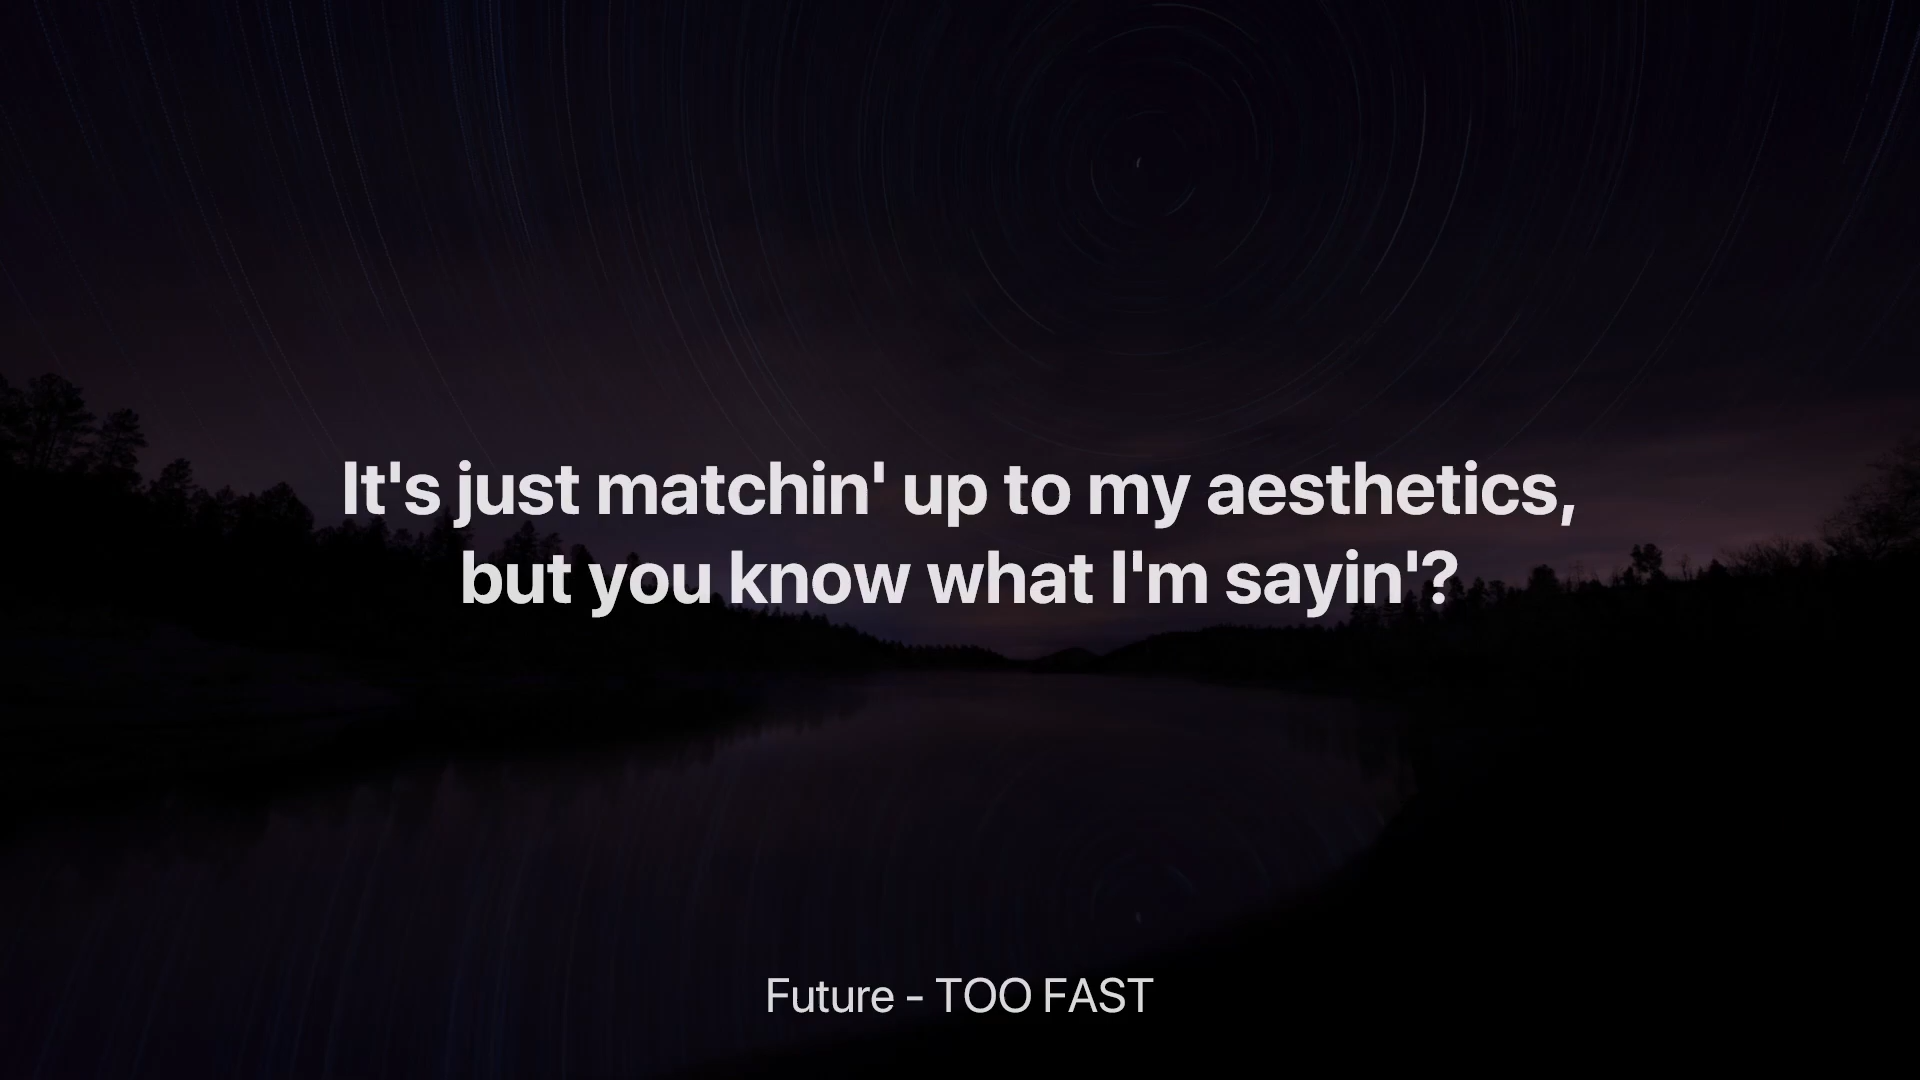 It's just matchin' up to my aesthetics,
but you know what I'm sayin'?
Future - TOO FAST